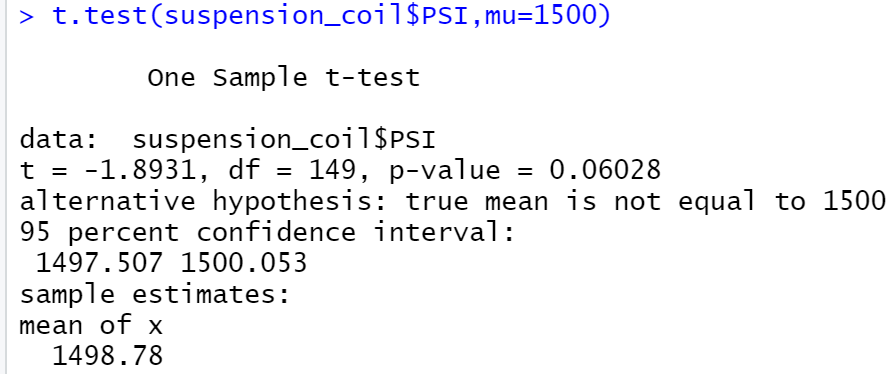 > t.test(suspension_coil$PSI,mu=1500)
One Sample t-test
data:  suspension_coil$PSI
t = -1.8931, df = 149, p-value = 0.06028
alternative hypothesis: true mean is not equal to 1500
95 percent confidence interval:
1497.507 1500.053
sample estimates:
mean of x
1498.78